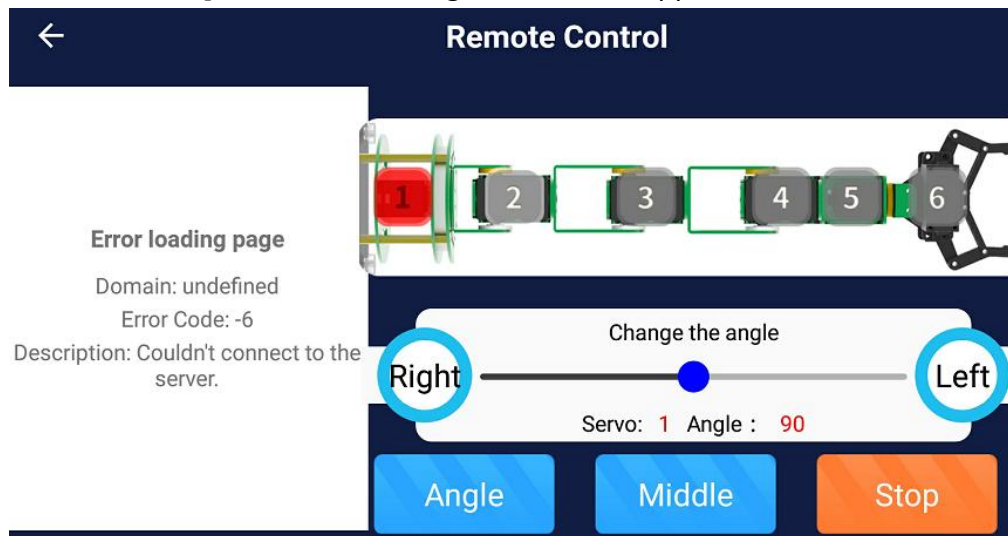 Remote Control
Error loading page
Domain: undefined
Error Code: -6
Description: Couldn't connect to the
server.
1 2 3 4 5 6
Change the angle
Right Left
Servo: 1 Angle : 90
Angle Middle Stop